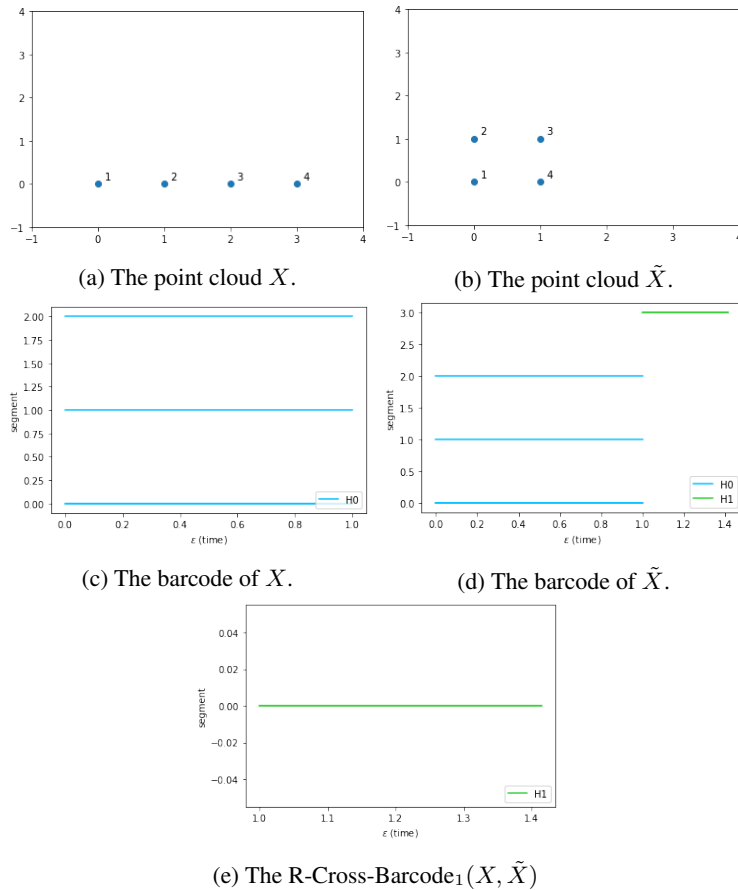 4
3
2
1
0
−1
−1 0 1 2 3 4
1 2 3 4
(a) The point cloud X.
4
3
2
1
0
−1
−1 0 1 2 3 4
2 3
1 4
(b) The point cloud X̃.
2.00
1.75
1.50
1.25
1.00
0.75
0.50
0.25
0.00
segment
H0
0.0 0.2 0.4 0.6 0.8 1.0
ε (time)
(c) The barcode of X.
3.0
2.5
2.0
1.5
1.0
0.5
0.0
segment
H0
H1
0.0 0.2 0.4 0.6 0.8 1.0 1.2 1.4
ε (time)
(d) The barcode of X̃.
0.04
0.02
0.00
−0.02
−0.04
segment
H1
1.0 1.1 1.2 1.3 1.4
ε (time)
(e) The R-Cross-Barcode₁(X, X̃)